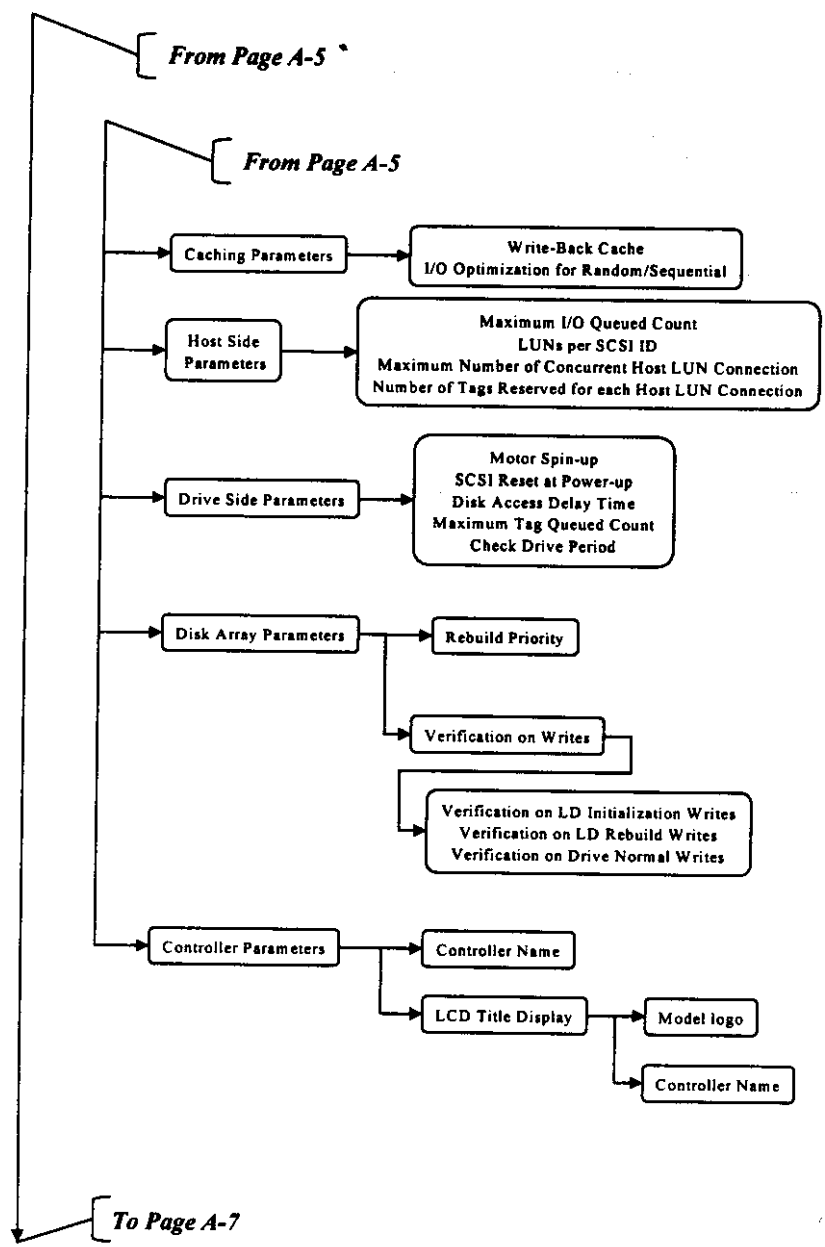 From Page A-5
From Page A-5
Caching Parameters
Write-Back Cache
I/O Optimization for Random/Sequential
Host Side
Parameters
Maximum I/O Queued Count
LUNs per SCSI ID
Maximum Number of Concurrent Host LUN Connection
Number of Tags Reserved for each Host LUN Connection
Drive Side Parameters
Motor Spin-up
SCSI Reset at Power-up
Disk Access Delay Time
Maximum Tag Queued Count
Check Drive Period
Disk Array Parameters
Rebuild Priority
Verification on Writes
Verification on LD Initialization Writes
Verification on LD Rebuild Writes
Verification on Drive Normal Writes
Controller Parameters
Controller Name
LCD Title Display
Model logo
Controller Name
To Page A-7